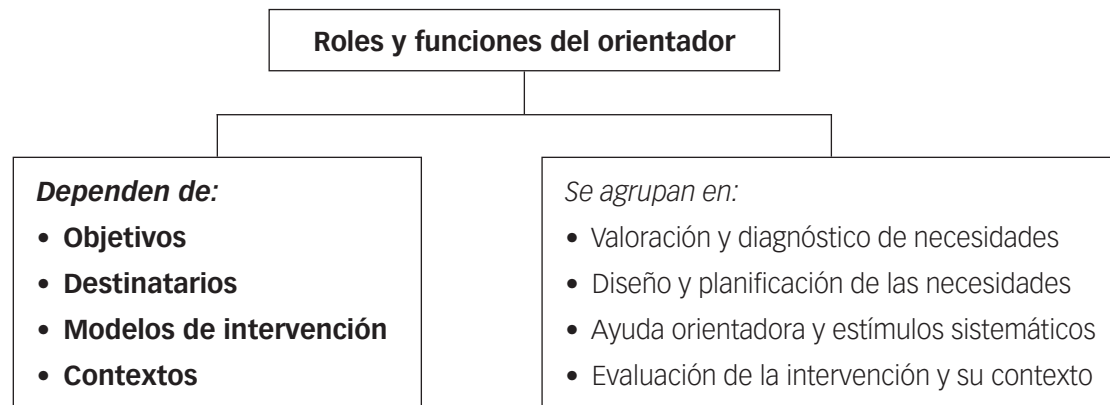 Roles y funciones del orientador
Dependen de:
• Objetivos
• Destinatarios
• Modelos de intervención
• Contextos
Se agrupan en:
• Valoración y diagnóstico de necesidades
• Diseño y planificación de las necesidades
• Ayuda orientadora y estímulos sistemáticos
• Evaluación de la intervención y su contexto